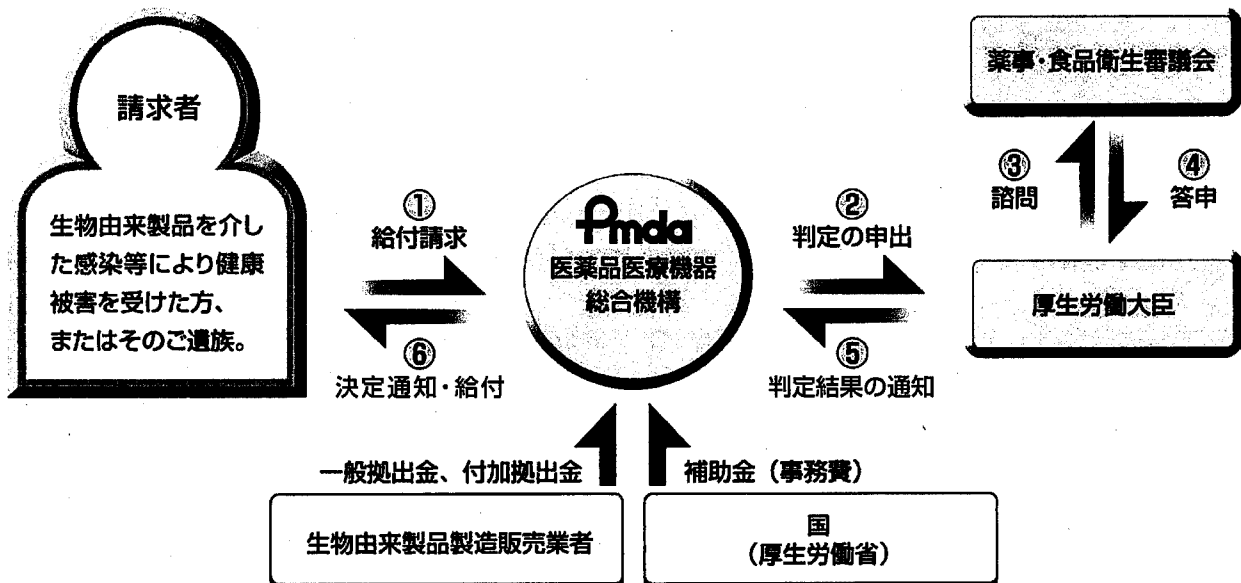 請求者
生物由来製品を介し
た感染等により健康
被害を受けた方、
またはそのご遺族。
①
給付請求
⑥
決定通知・給付
Pmda
医薬品医療機器
総合機構
②
判定の申出
⑤
判定結果の通知
薬事・食品衛生審議会
③
諮問
④
答申
厚生労働大臣
一般拠出金、付加拠出金
補助金（事務費）
生物由来製品製造販売業者
国
（厚生労働省）